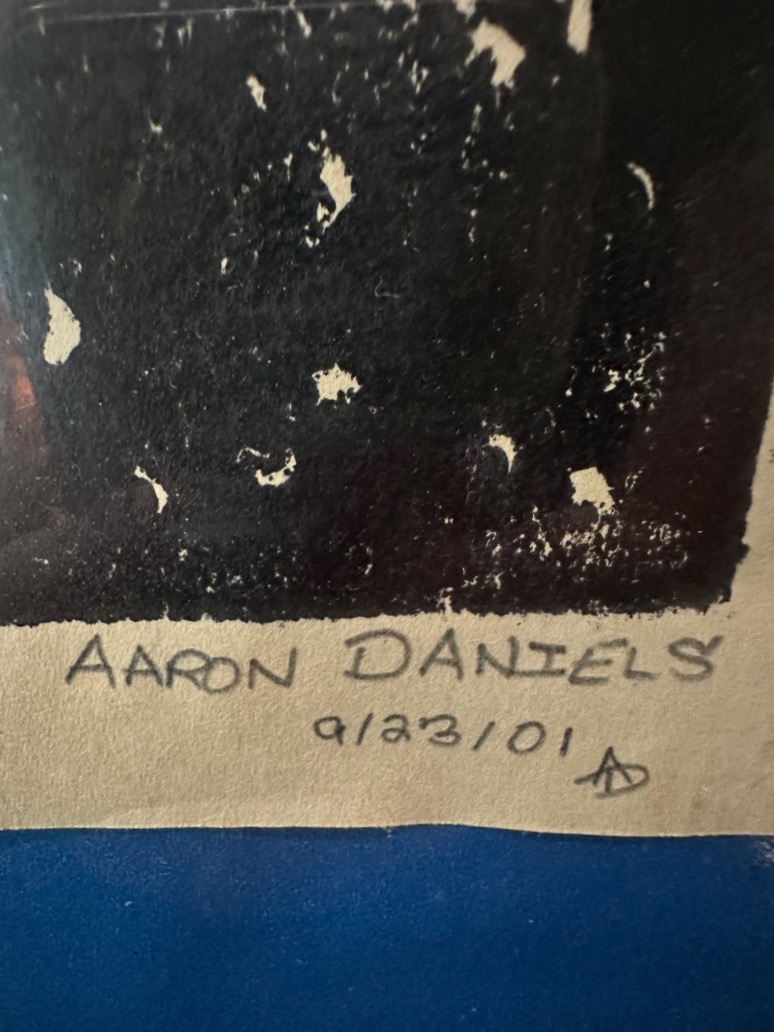 AARON DANIELS
9/23/01
AD